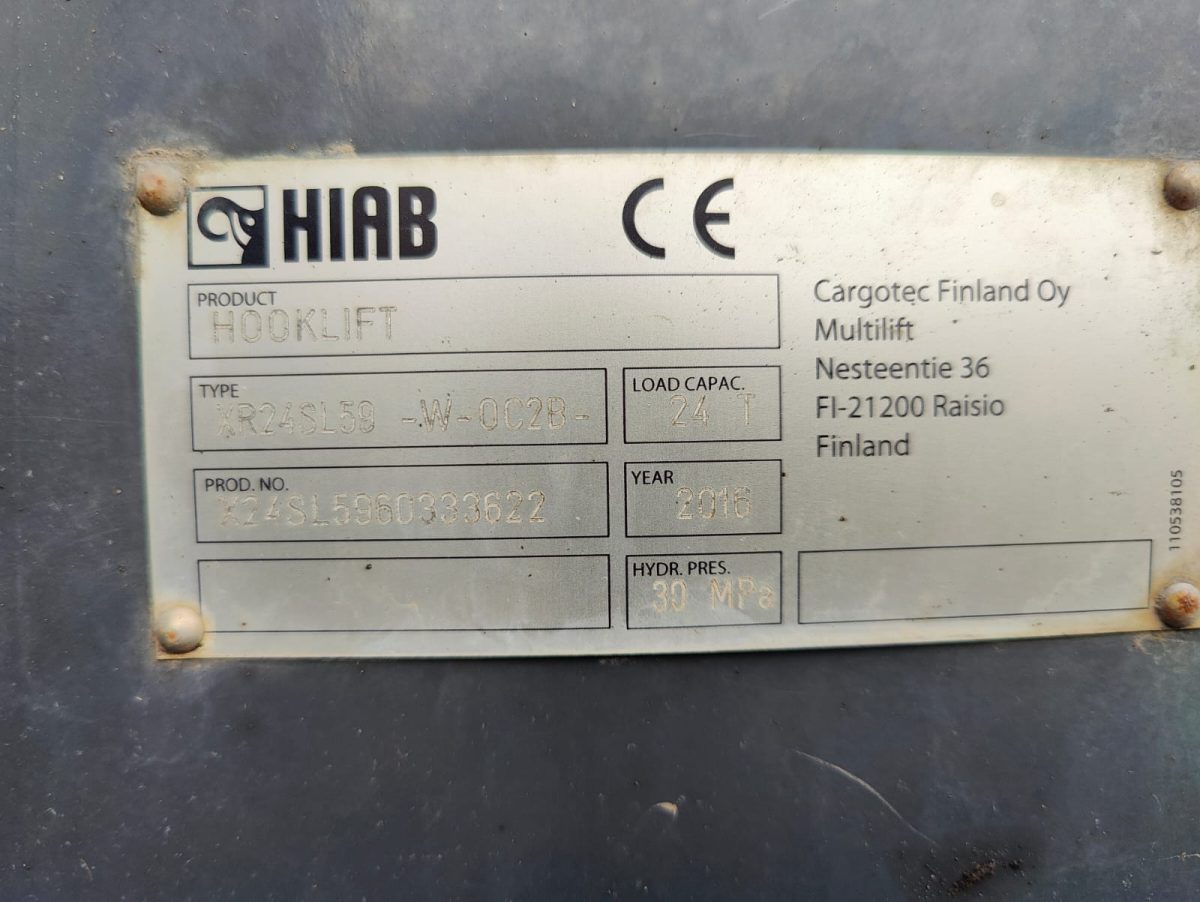 HIAB
CE
PRODUCT
HOOKLIFT
TYPE
XR24SL59 -W-0C2B-
LOAD CAPAC.
24 T
PROD. NO.
X24SL5960333622
YEAR
2016
HYDR. PRES.
30 MPa
Cargotec Finland Oy
Multilift
Nesteentie 36
FI-21200 Raisio
Finland
110538105